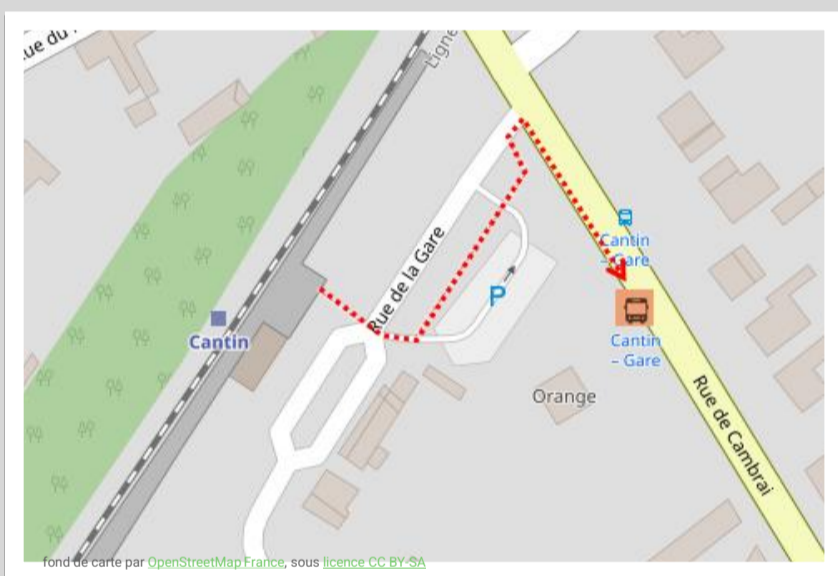 ue du
Ligne
Rue de la Gare
Cantin
– Gare
P
Cantin
Cantin
– Gare
Orange
Rue de Cambrai
fond de carte par OpenStreetMap France, sous licence CC BY-SA